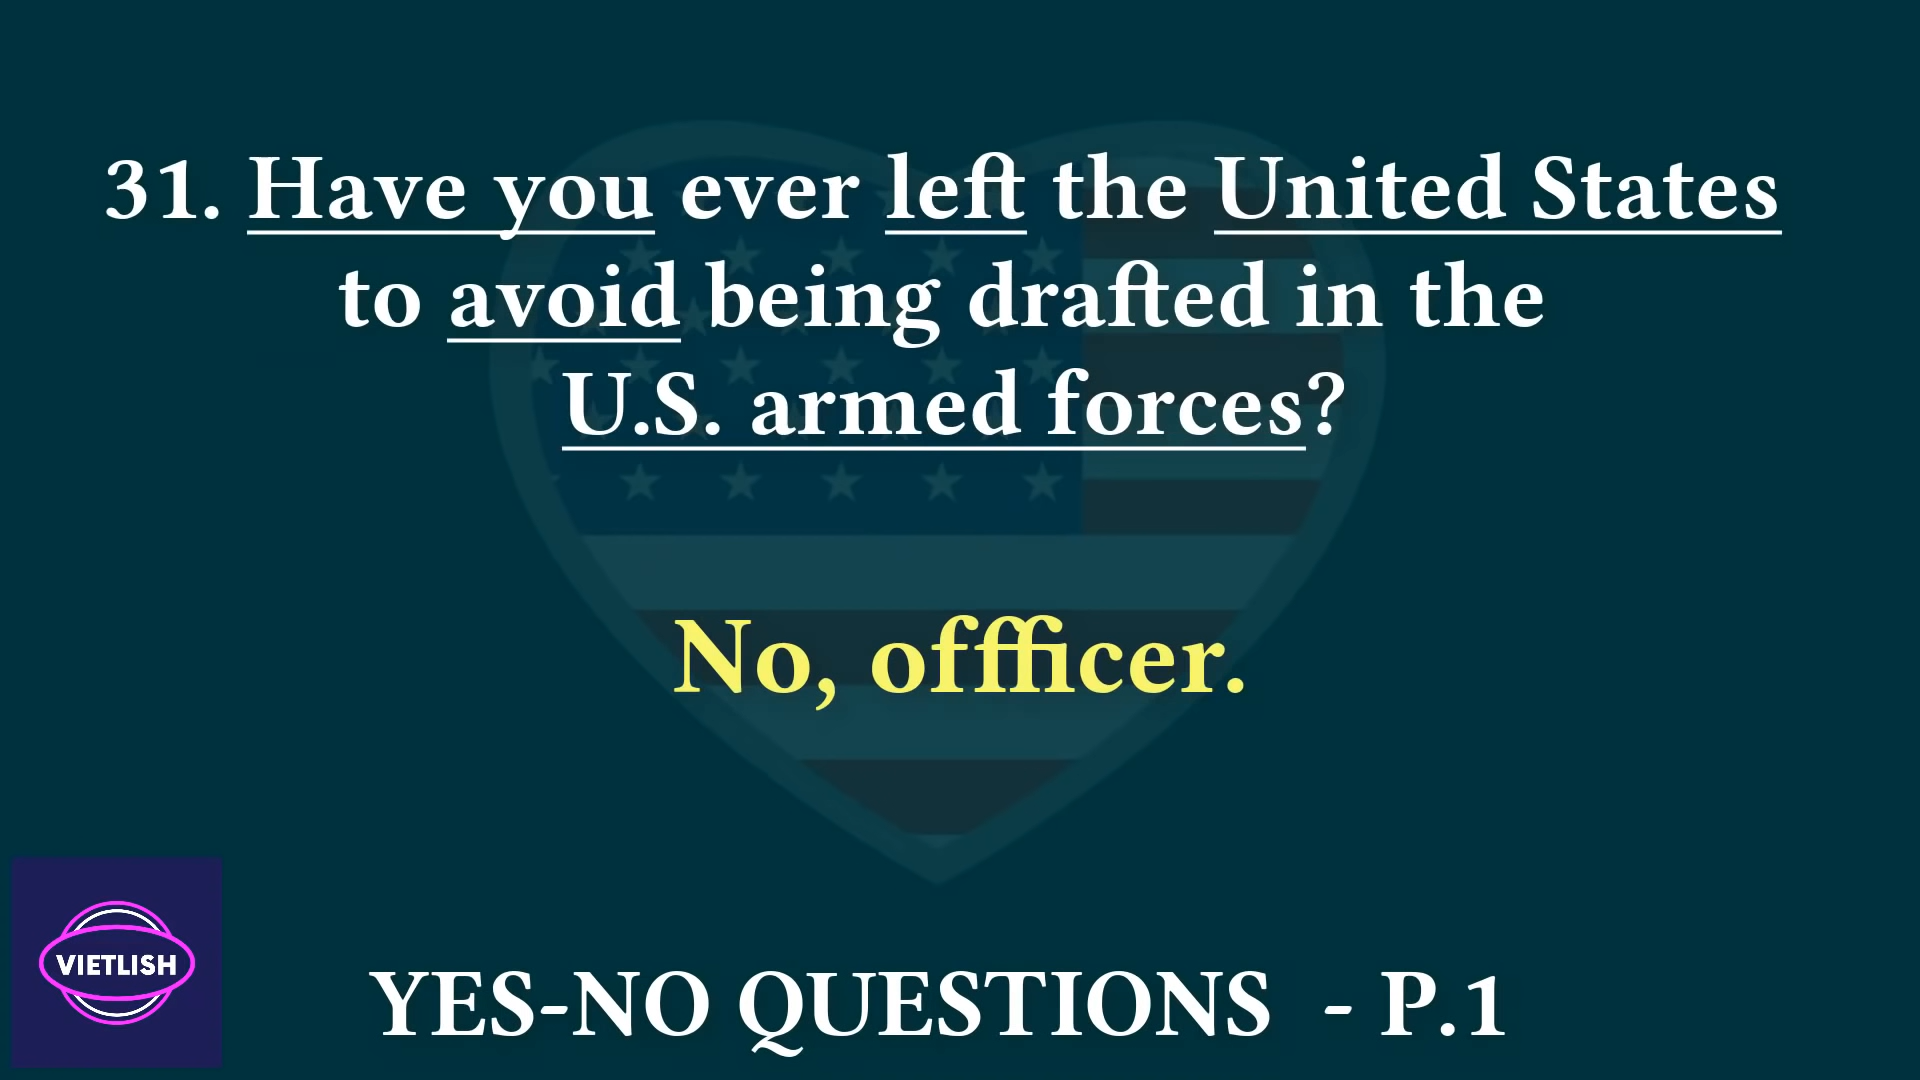 31. Have you ever left the United States
to avoid being drafted in the
U.S. armed forces?
No, offficer.
VIETLISH
YES-NO QUESTIONS - P.1